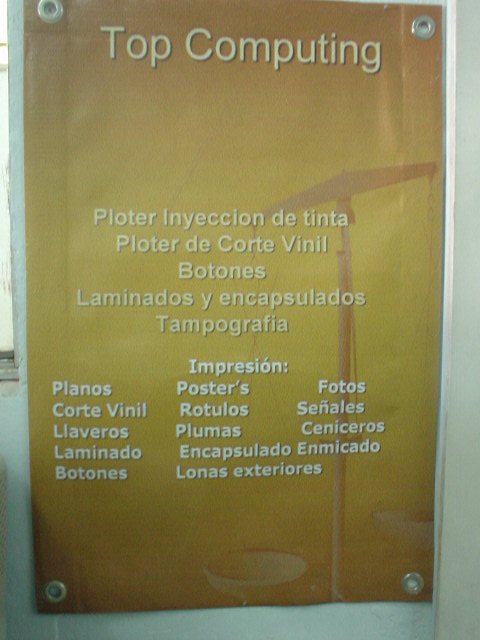 Top Computing
Ploter Inyeccion de tinta
Ploter de Corte Vinil
Botones
Laminados y encapsulados
Tampografia
Impresión:
Planos Poster's Fotos
Corte Vinil Rotulos Señales
Llaveros Plumas Ceniceros
Laminado Encapsulado Enmicado
Botones Lonas exteriores